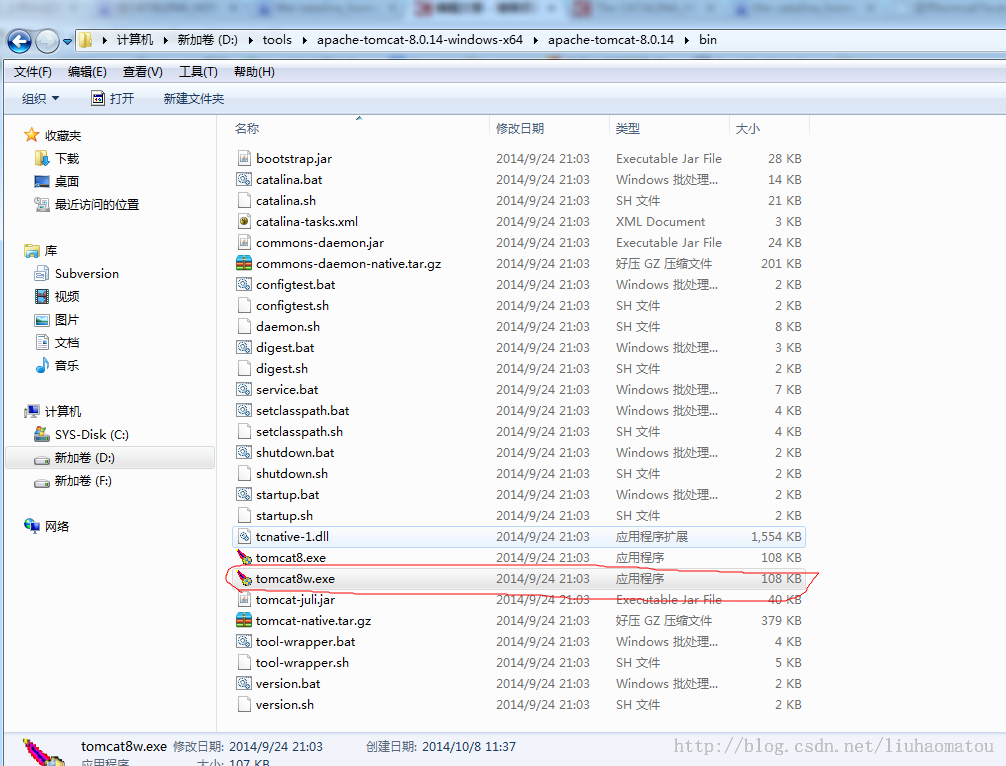 计算机 新加卷 (D:) tools apache-tomcat-8.0.14-windows-x64 apache-tomcat-8.0.14 bin
文件(F) 编辑(E) 查看(V) 工具(T) 帮助(H)
组织 打开 新建文件夹
收藏夹
下载
桌面
最近访问的位置
库
Subversion
视频
图片
文档
音乐
计算机
SYS-Disk (C:)
新加卷 (D:)
新加卷 (F:)
网络
名称 修改日期 类型 大小
bootstrap.jar 2014/9/24 21:03 Executable Jar File 28 KB
catalina.bat 2014/9/24 21:03 Windows 批处理... 14 KB
catalina.sh 2014/9/24 21:03 SH 文件 21 KB
catalina-tasks.xml 2014/9/24 21:03 XML Document 3 KB
commons-daemon.jar 2014/9/24 21:03 Executable Jar File 24 KB
commons-daemon-native.tar.gz 2014/9/24 21:03 好压 GZ 压缩文件 201 KB
configtest.bat 2014/9/24 21:03 Windows 批处理... 2 KB
configtest.sh 2014/9/24 21:03 SH 文件 2 KB
daemon.sh 2014/9/24 21:03 SH 文件 8 KB
digest.bat 2014/9/24 21:03 Windows 批处理... 3 KB
digest.sh 2014/9/24 21:03 SH 文件 2 KB
service.bat 2014/9/24 21:03 Windows 批处理... 7 KB
setclasspath.bat 2014/9/24 21:03 Windows 批处理... 4 KB
setclasspath.sh 2014/9/24 21:03 SH 文件 4 KB
shutdown.bat 2014/9/24 21:03 Windows 批处理... 2 KB
shutdown.sh 2014/9/24 21:03 SH 文件 2 KB
startup.bat 2014/9/24 21:03 Windows 批处理... 2 KB
startup.sh 2014/9/24 21:03 SH 文件 2 KB
tcnative-1.dll 2014/9/24 21:03 应用程序扩展 1,554 KB
tomcat8.exe 2014/9/24 21:03 应用程序 108 KB
tomcat8w.exe 2014/9/24 21:03 应用程序 108 KB
tomcat-juli.jar 2014/9/24 21:03 Executable Jar File 40 KB
tomcat-native.tar.gz 2014/9/24 21:03 好压 GZ 压缩文件 379 KB
tool-wrapper.bat 2014/9/24 21:03 Windows 批处理... 4 KB
tool-wrapper.sh 2014/9/24 21:03 SH 文件 5 KB
version.bat 2014/9/24 21:03 Windows 批处理... 2 KB
version.sh 2014/9/24 21:03 SH 文件 2 KB
tomcat8w.exe 修改日期: 2014/9/24 21:03 创建日期: 2014/10/8 11:37
应用程序 大小: 107 KB
http://blog.csdn.net/liuhaomatou